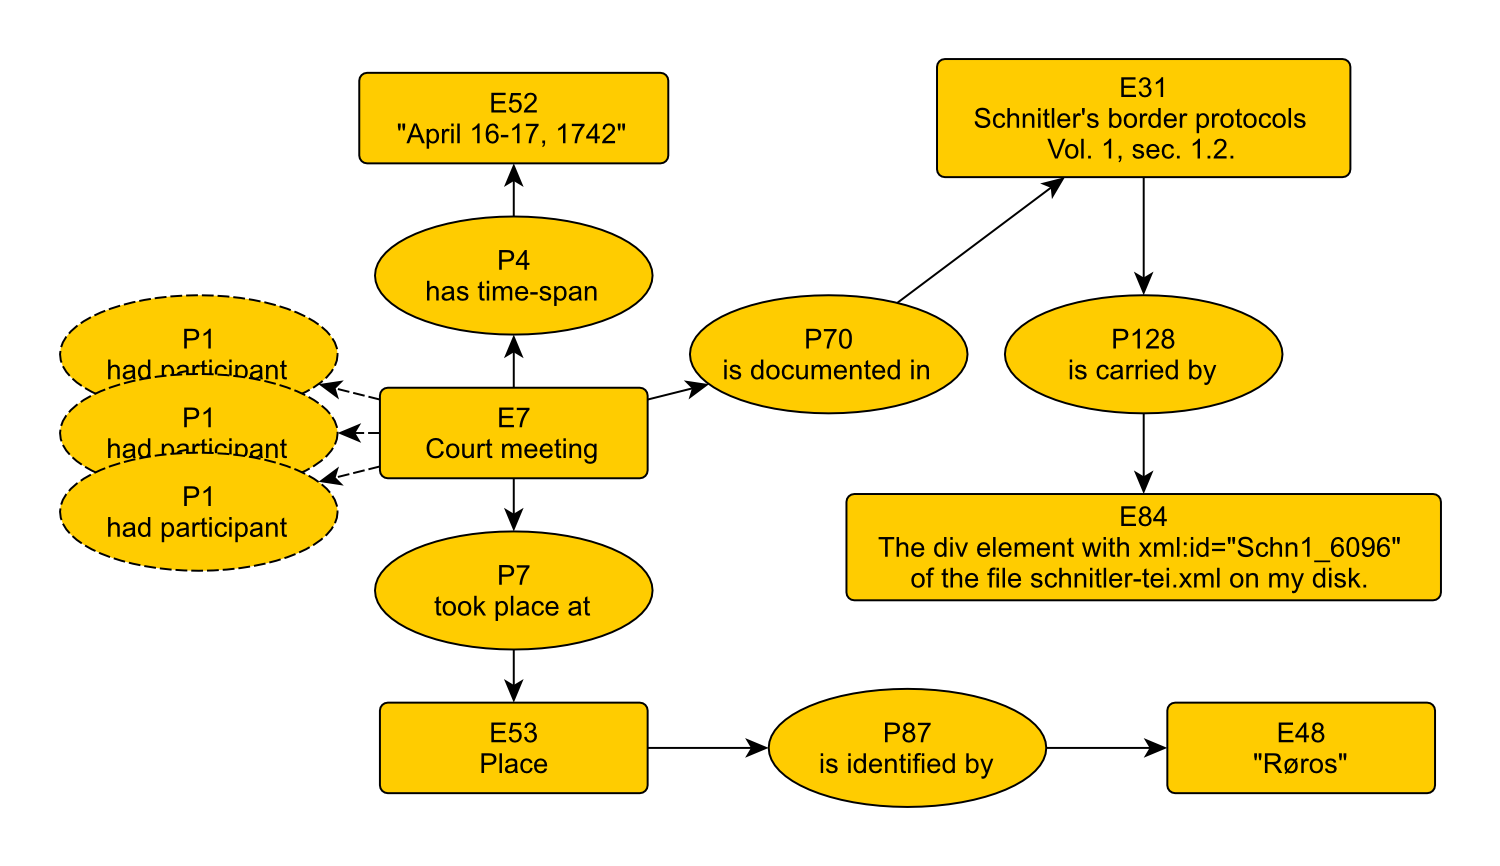 E52
"April 16-17, 1742"
E31
Schnitler's border protocols
Vol. 1, sec. 1.2.
P4
has time-span
P1
had participant
P70
is documented in
P128
is carried by
P1
had participant
E7
Court meeting
P1
had participant
E84
The div element with xml:id="Schn1_6096"
of the file schnitler-tei.xml on my disk.
P7
took place at
E53
Place
P87
is identified by
E48
"Røros"